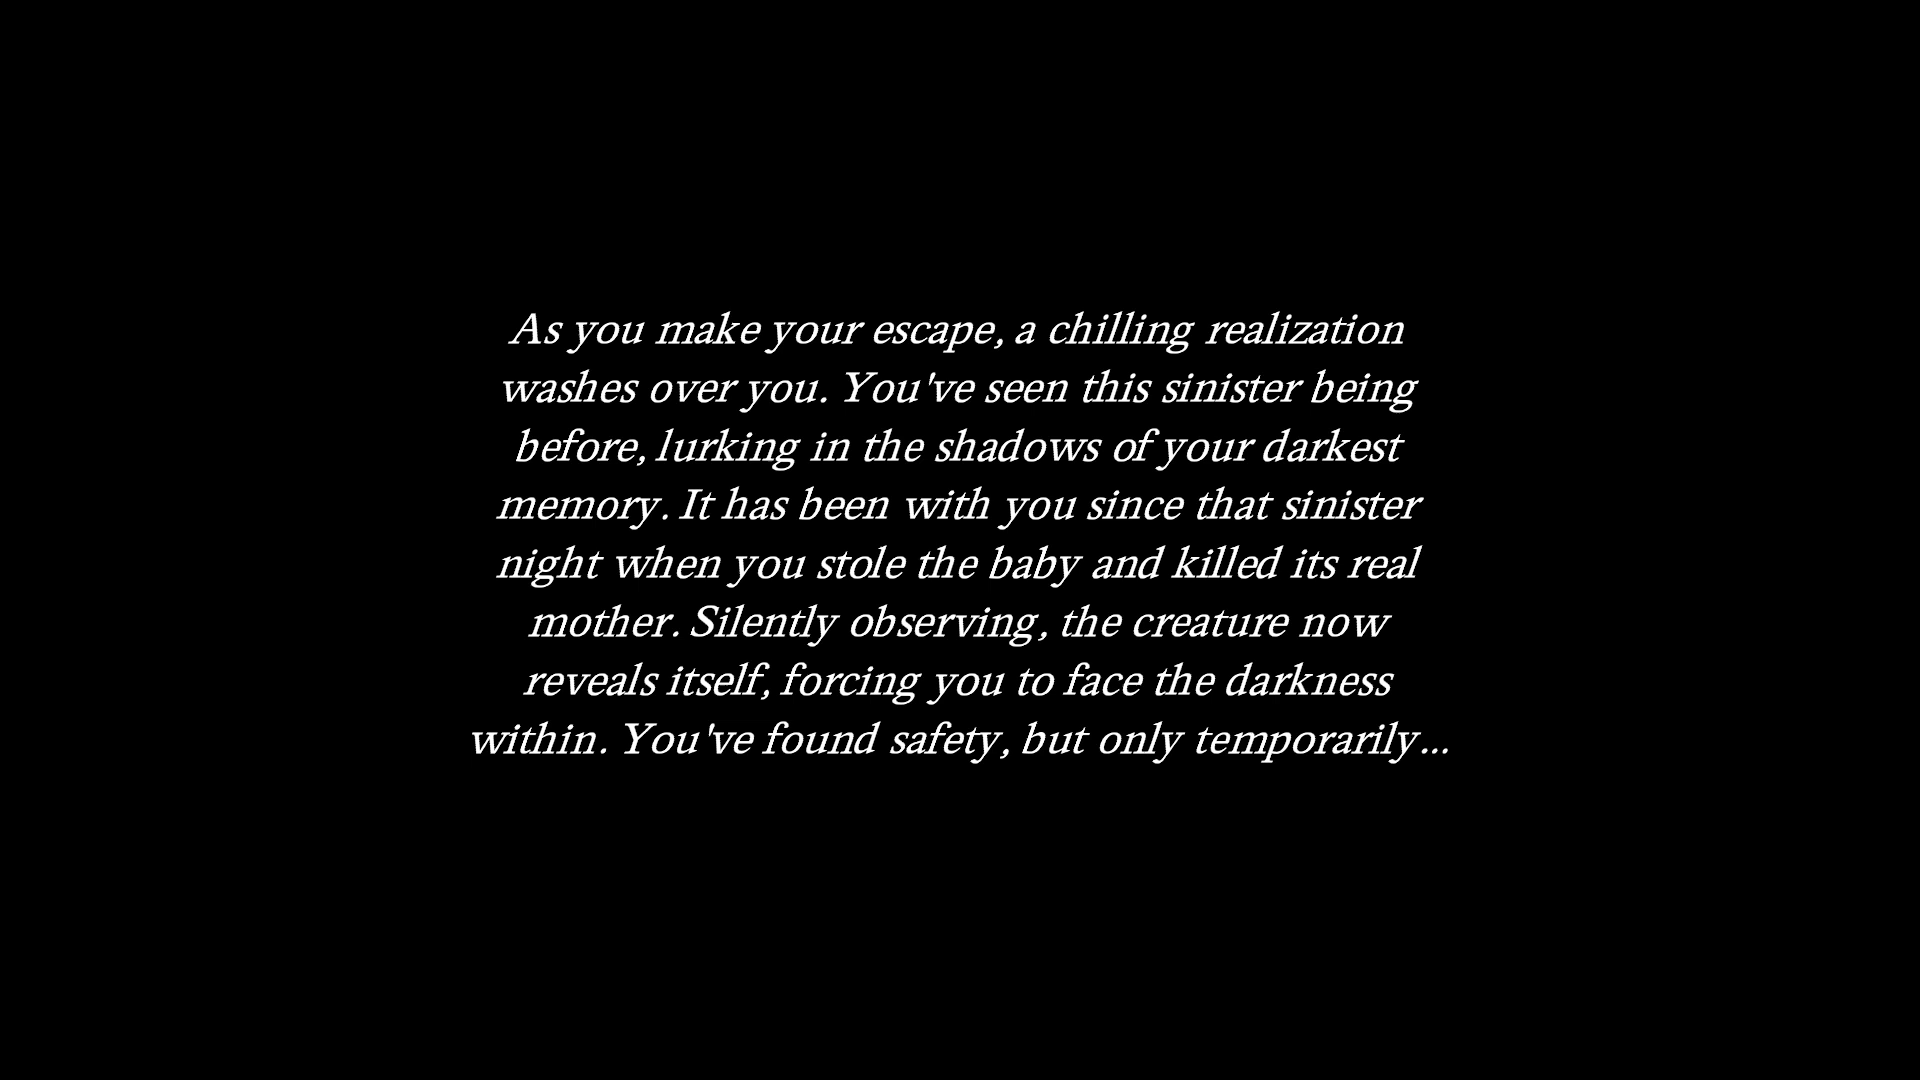 As you make your escape, a chilling realization
washes over you. You've seen this sinister being
before, lurking in the shadows of your darkest
memory. It has been with you since that sinister
night when you stole the baby and killed its real
mother. Silently observing, the creature now
reveals itself, forcing you to face the darkness
within. You've found safety, but only temporarily...